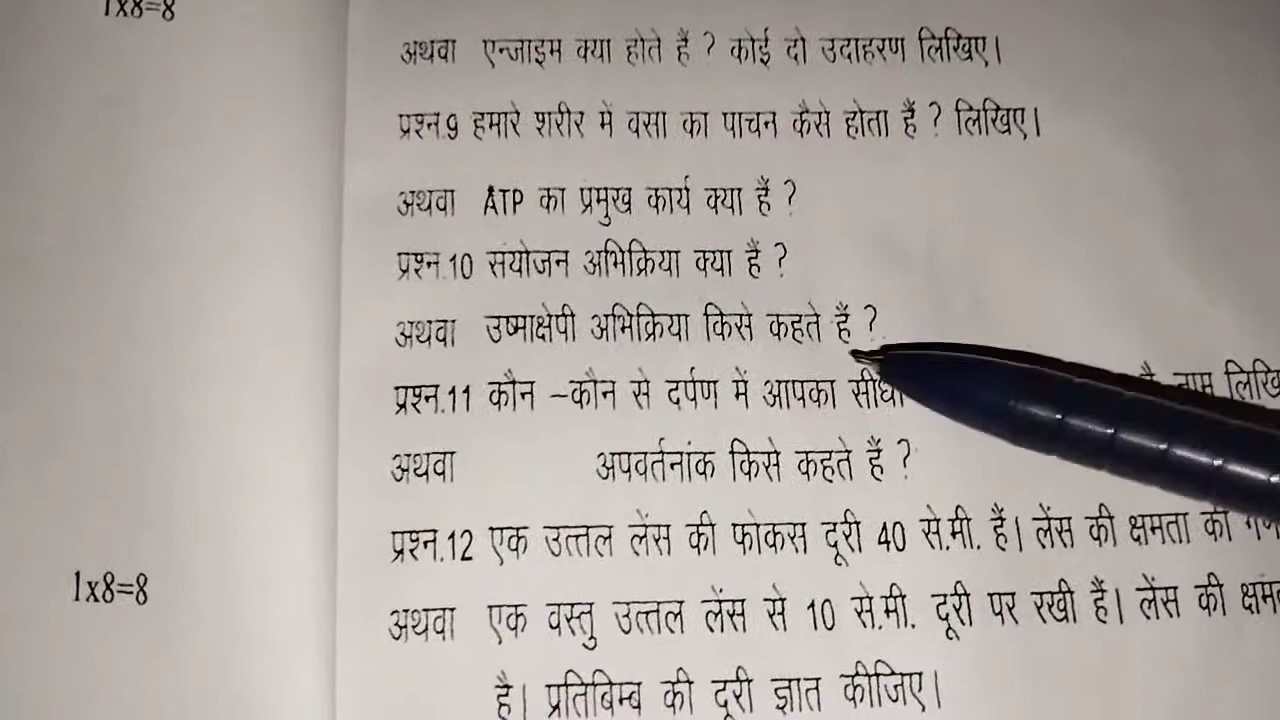 1x8=8
अथवा एन्जाइम क्या होते हैं ? कोई दो उदाहरण लिखिए।
प्रश्न.9 हमारे शरीर में वसा का पाचन कैसे होता हैं ? लिखिए।
अथवा ATP का प्रमुख कार्य क्या हैं ?
प्रश्न.10 संयोजन अभिक्रिया क्या हैं ?
अथवा उष्माक्षेपी अभिक्रिया किसे कहते हैं ?
प्रश्न.11 कौन –कौन से दर्पण में आपका सीधा नाम
अथवा अपवर्तनांक किसे कहते हैं ?
प्रश्न.12 एक उत्तल लेंस की फोकस दूरी 40 से.मी. हैं। लेंस की क्षमता की
1x8=8
अथवा एक वस्तु उत्तल लेंस से 10 से.मी. दूरी पर रखी हैं। लेंस की
है। प्रतिबिम्ब की दूरी ज्ञात कीजिए।